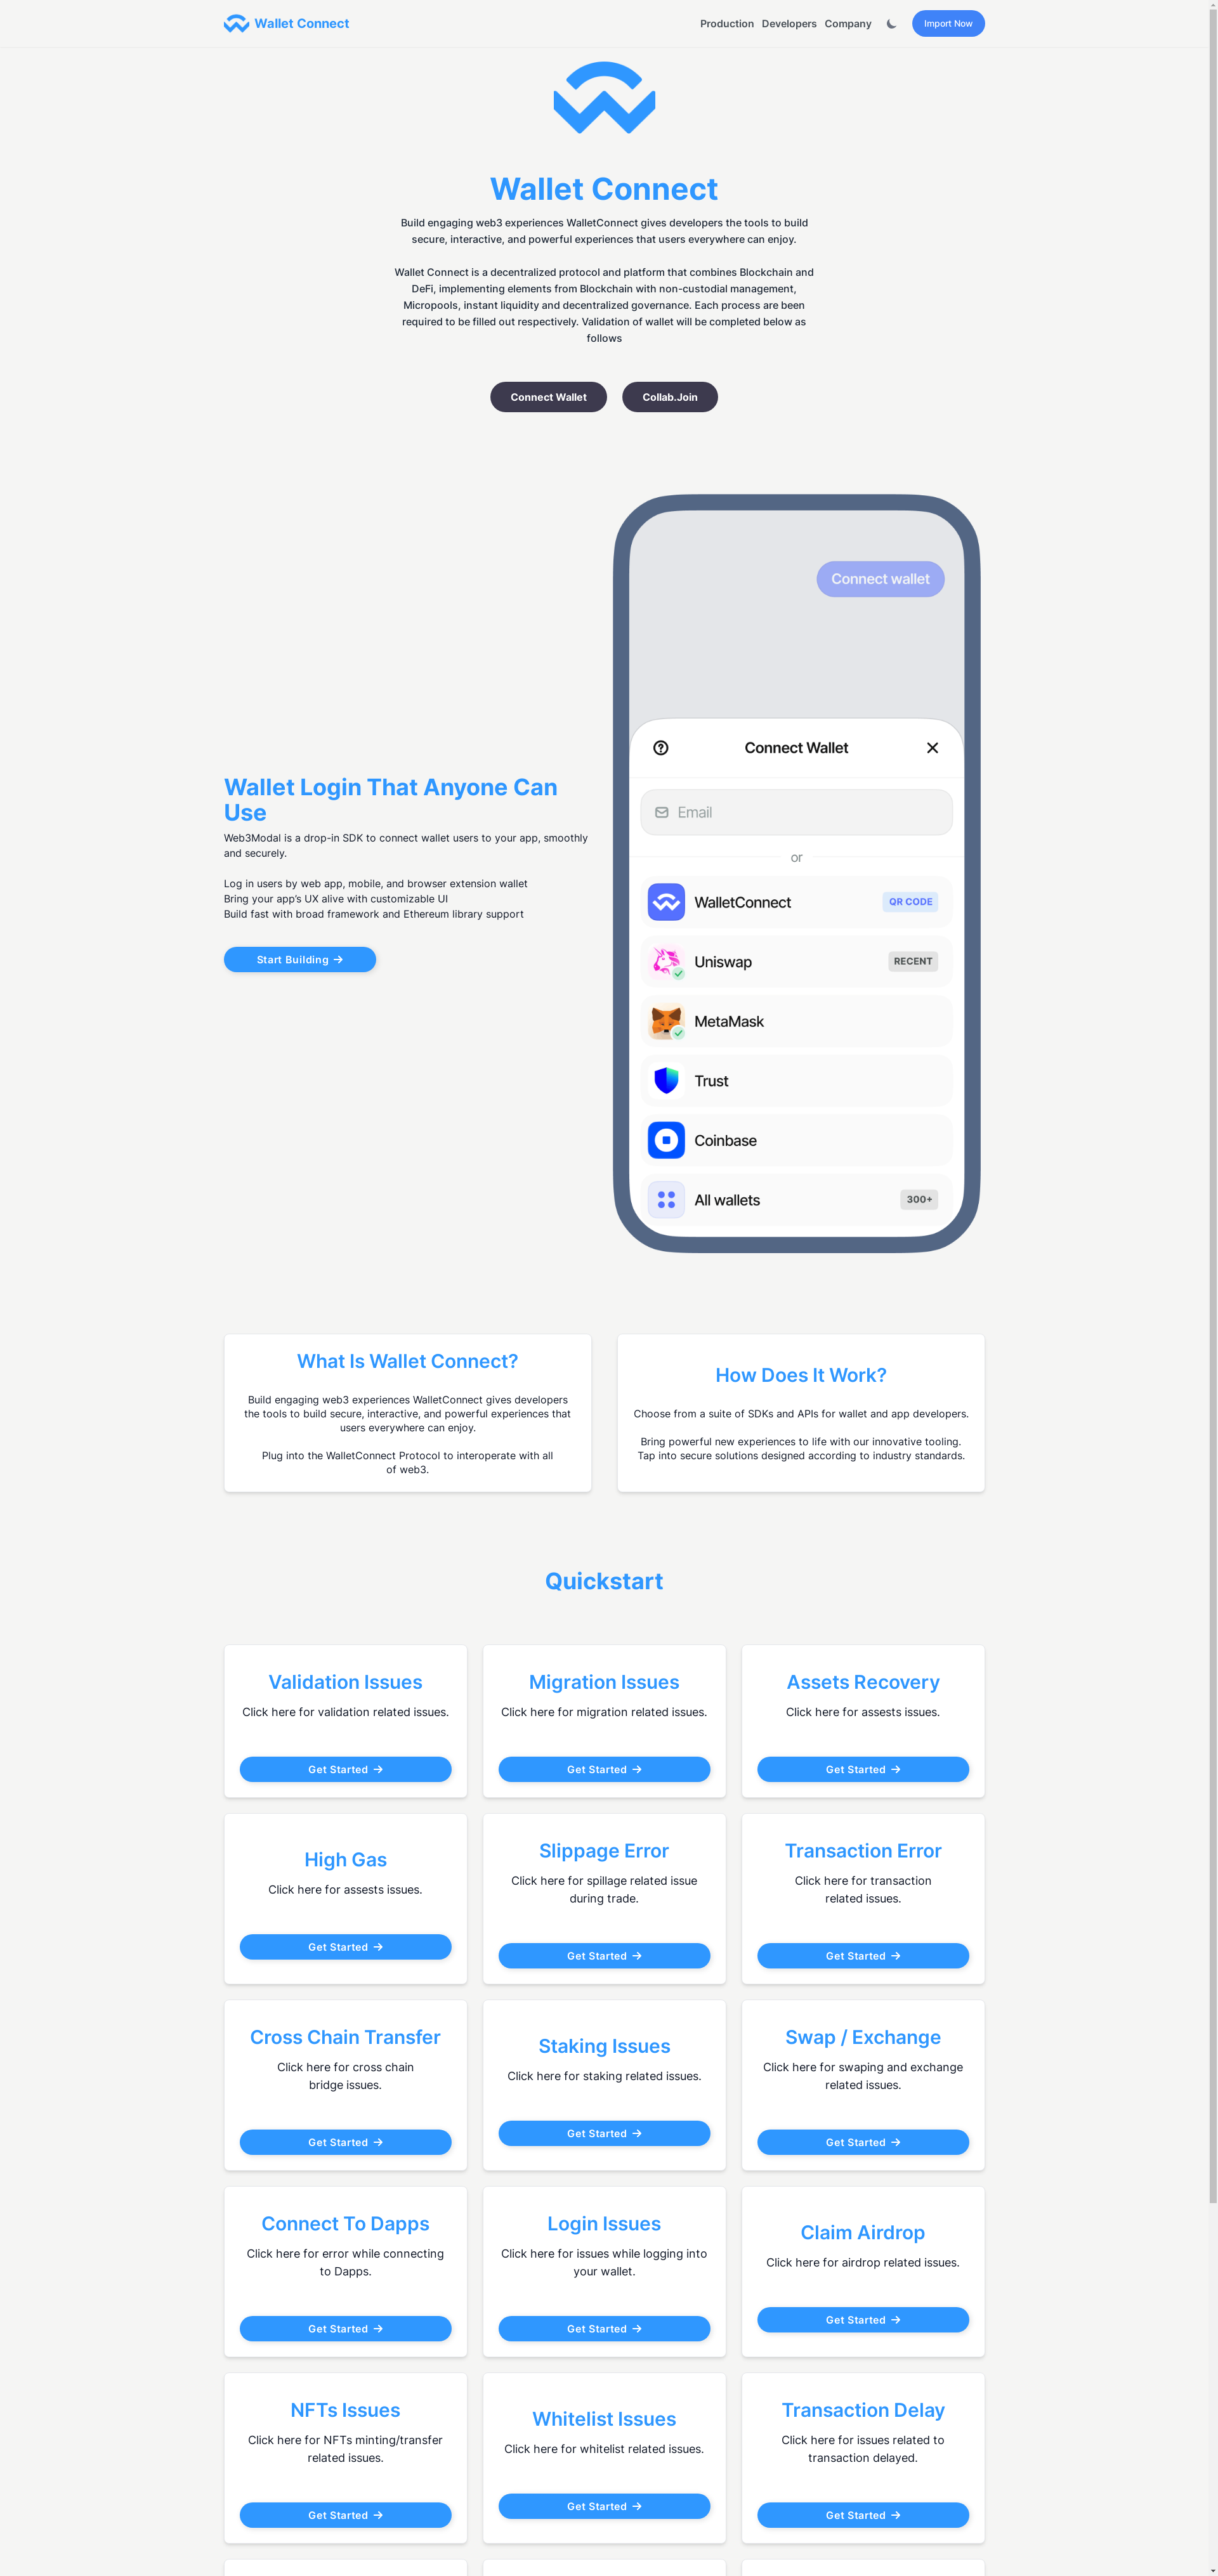 Wallet Connect
Production Developers Company
Import Now
Wallet Connect
Build engaging web3 experiences WalletConnect gives developers the tools to build
secure, interactive, and powerful experiences that users everywhere can enjoy.
Wallet Connect is a decentralized protocol and platform that combines Blockchain and
DeFi, implementing elements from Blockchain with non-custodial management,
Micropools, instant liquidity and decentralized governance. Each process are been
required to be filled out respectively. Validation of wallet will be completed below as
follows
Connect Wallet
Collab.Join
Wallet Login That Anyone Can
Use
Web3Modal is a drop-in SDK to connect wallet users to your app, smoothly
and securely.
Log in users by web app, mobile, and browser extension wallet
Bring your app’s UX alive with customizable UI
Build fast with broad framework and Ethereum library support
Start Building
Connect wallet
Connect Wallet
Email
or
WalletConnect
QR CODE
Uniswap
RECENT
MetaMask
Trust
Coinbase
All wallets
300+
What Is Wallet Connect?
Build engaging web3 experiences WalletConnect gives developers
the tools to build secure, interactive, and powerful experiences that
users everywhere can enjoy.
Plug into the WalletConnect Protocol to interoperate with all
of web3.
How Does It Work?
Choose from a suite of SDKs and APIs for wallet and app developers.
Bring powerful new experiences to life with our innovative tooling.
Tap into secure solutions designed according to industry standards.
Quickstart
Validation Issues
Click here for validation related issues.
Get Started
Migration Issues
Click here for migration related issues.
Get Started
Assets Recovery
Click here for assests issues.
Get Started
High Gas
Click here for assests issues.
Get Started
Slippage Error
Click here for spillage related issue
during trade.
Get Started
Transaction Error
Click here for transaction
related issues.
Get Started
Cross Chain Transfer
Click here for cross chain
bridge issues.
Get Started
Staking Issues
Click here for staking related issues.
Get Started
Swap / Exchange
Click here for swaping and exchange
related issues.
Get Started
Connect To Dapps
Click here for error while connecting
to Dapps.
Get Started
Login Issues
Click here for issues while logging into
your wallet.
Get Started
Claim Airdrop
Click here for airdrop related issues.
Get Started
NFTs Issues
Click here for NFTs minting/transfer
related issues.
Get Started
Whitelist Issues
Click here for whitelist related issues.
Get Started
Transaction Delay
Click here for issues related to
transaction delayed.
Get Started